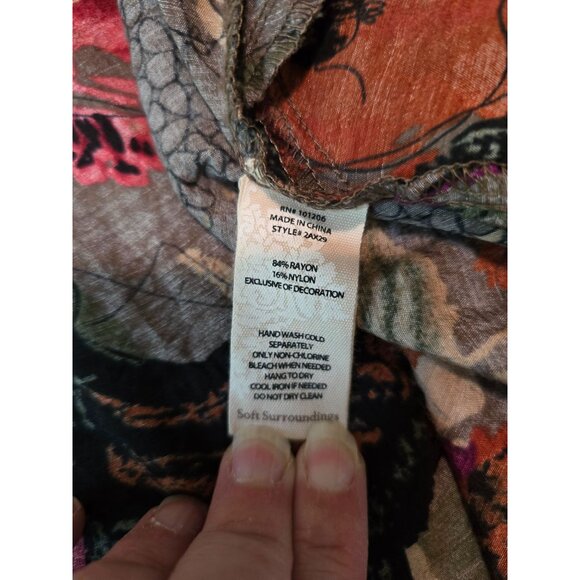 RN# 101206
MADE IN CHINA
STYLE# 2AX29
84% RAYON
16% NYLON
EXCLUSIVE OF DECORATION
HAND WASH COLD
SEPARATELY
ONLY NON-CHLORINE
BLEACH WHEN NEEDED
HANG TO DRY
COOL IRON IF NEEDED
DO NOT DRY CLEAN
Soft Surroundings